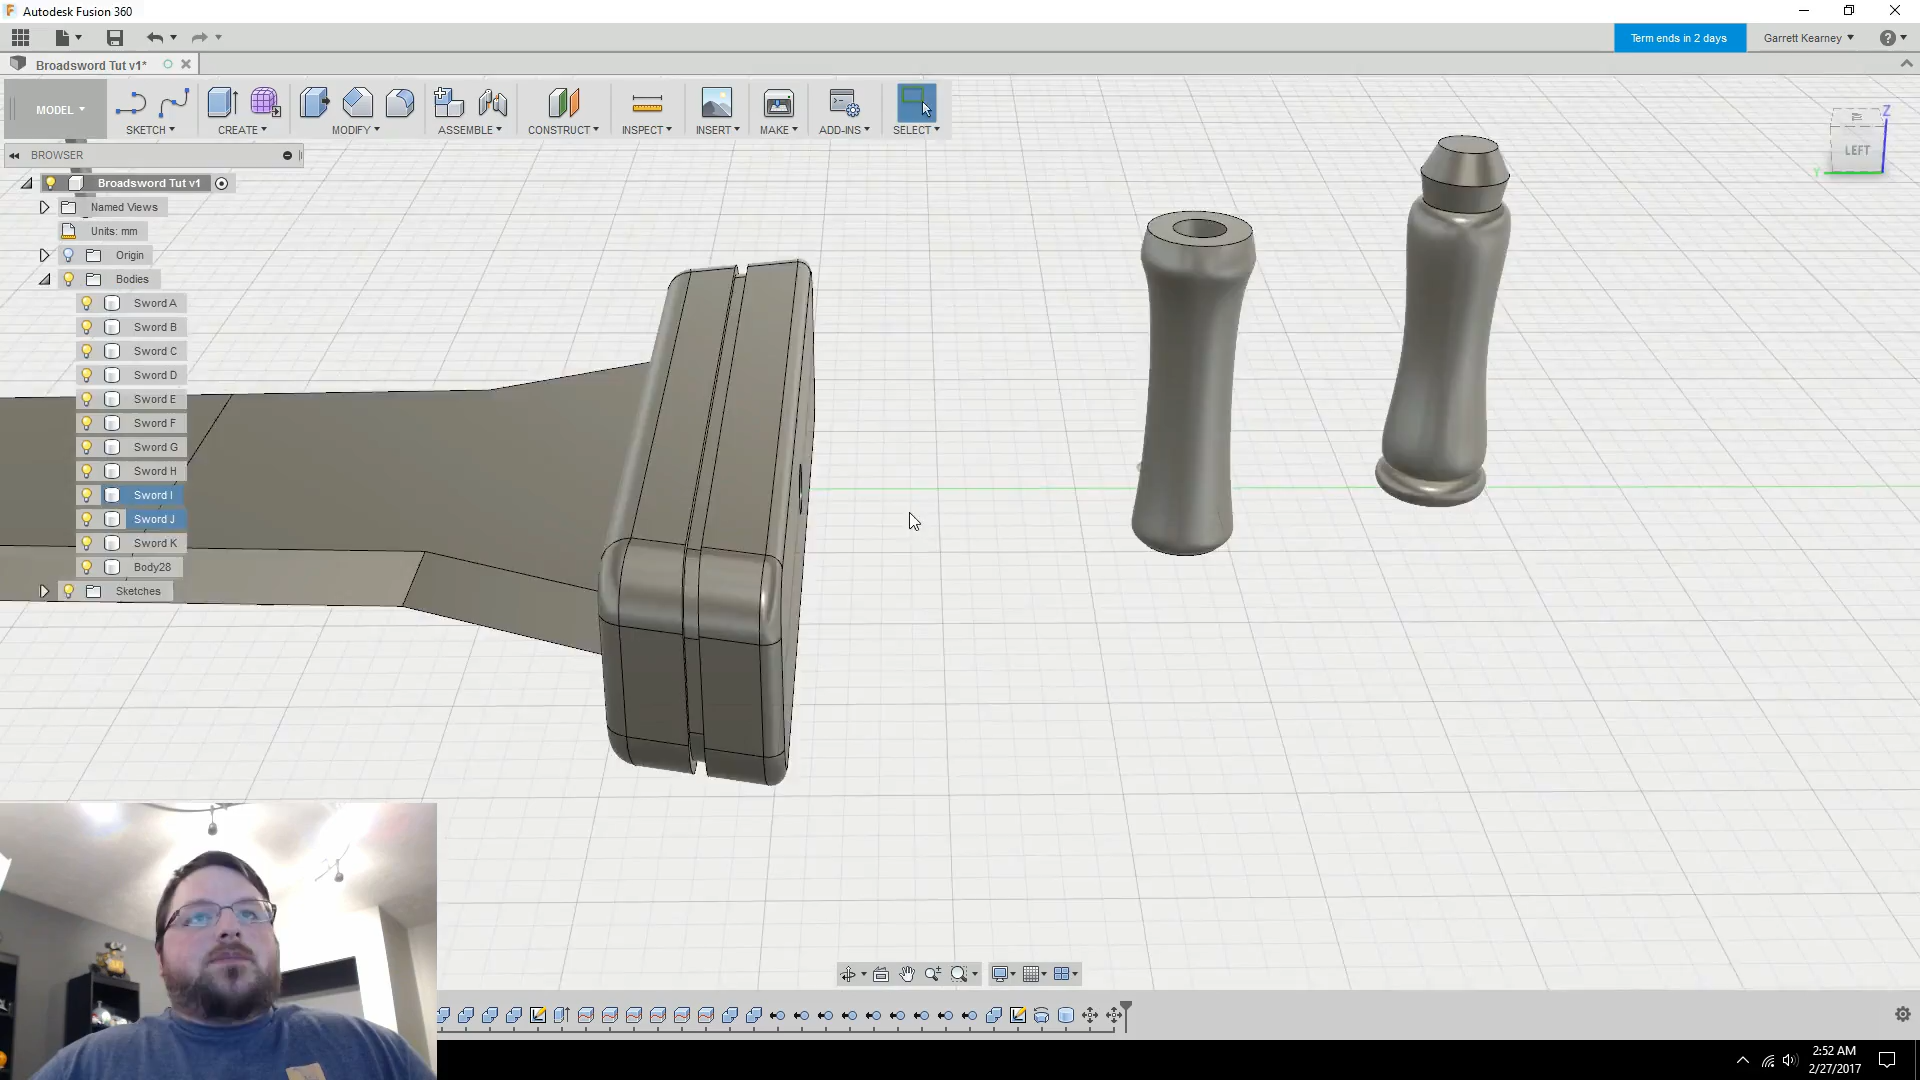 Autodesk Fusion 360
Term ends in 2 days
Garrett Kearney
Broadsword Tut v1*
MODEL
SKETCH
CREATE
MODIFY
ASSEMBLE
CONSTRUCT
INSPECT
INSERT
MAKE
ADD-INS
SELECT
BROWSER
Broadsword Tut v1
Named Views
Units: mm
Origin
Bodies
Sword A
Sword B
Sword C
Sword D
Sword E
Sword F
Sword G
Sword H
Sword I
Sword J
Sword K
Body28
Sketches
Z
LEFT
Y
2:52 AM
2/27/2017